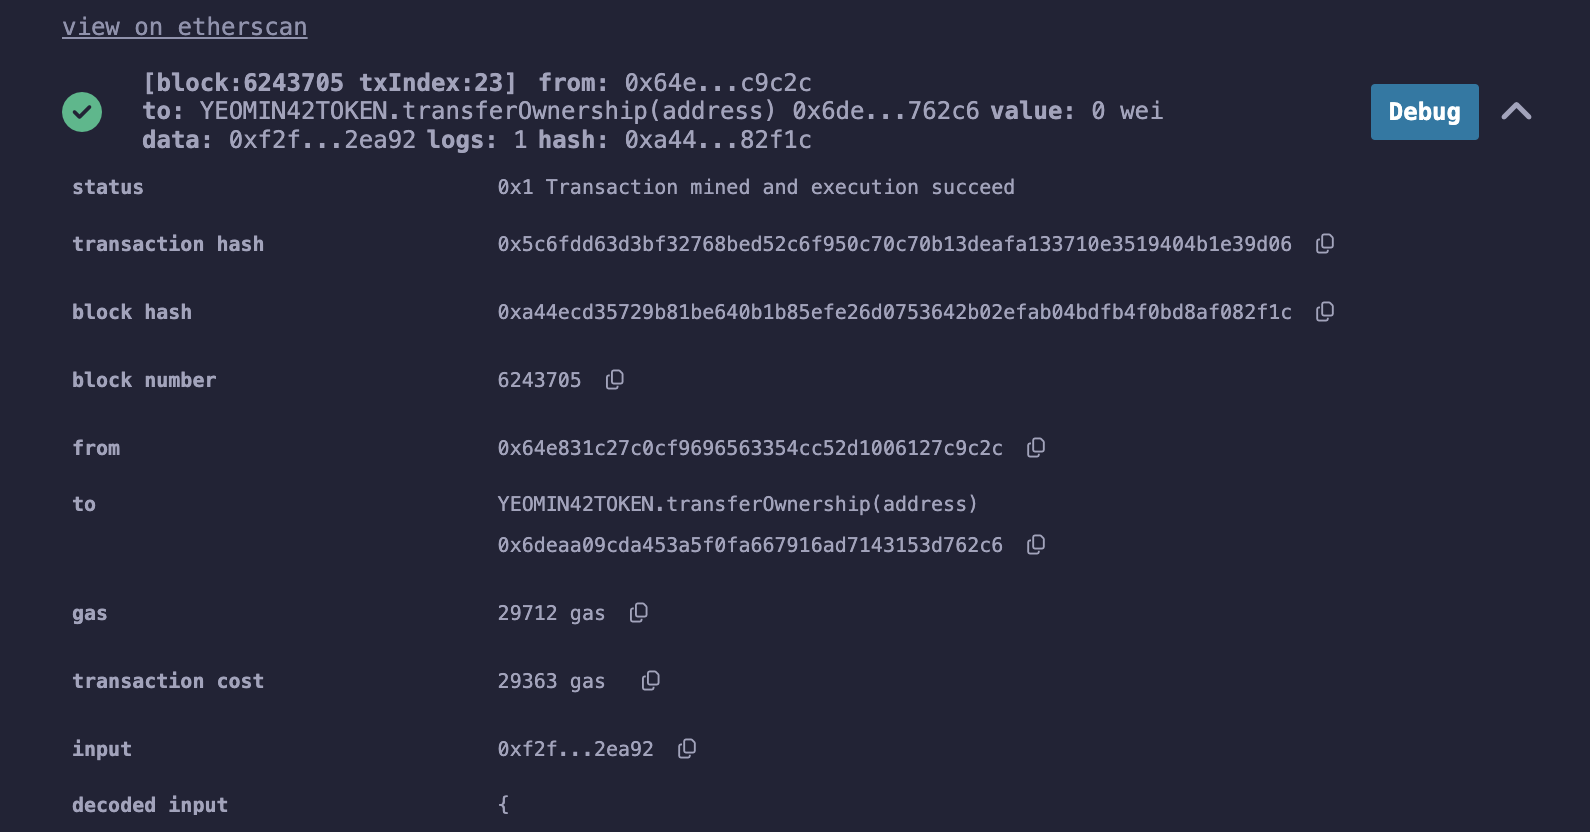 view on etherscan
[block:6243705 txIndex:23] from: 0x64e...c9c2c
to: YEOMIN42TOKEN.transferOwnership(address) 0x6de...762c6 value: 0 wei
data: 0xf2f...2ea92 logs: 1 hash: 0xa44...82f1c
Debug
status 0x1 Transaction mined and execution succeed
transaction hash 0x5c6fdd63d3bf32768bed52c6f950c70c70b13deafa133710e3519404b1e39d06
block hash 0xa44ecd35729b81be640b1b85efe26d0753642b02efab04bdfb4f0bd8af082f1c
block number 6243705
from 0x64e831c27c0cf9696563354cc52d1006127c9c2c
to YEOMIN42TOKEN.transferOwnership(address)
0x6deaa09cda453a5f0fa667916ad7143153d762c6
gas 29712 gas
transaction cost 29363 gas
input 0xf2f...2ea92
decoded input {